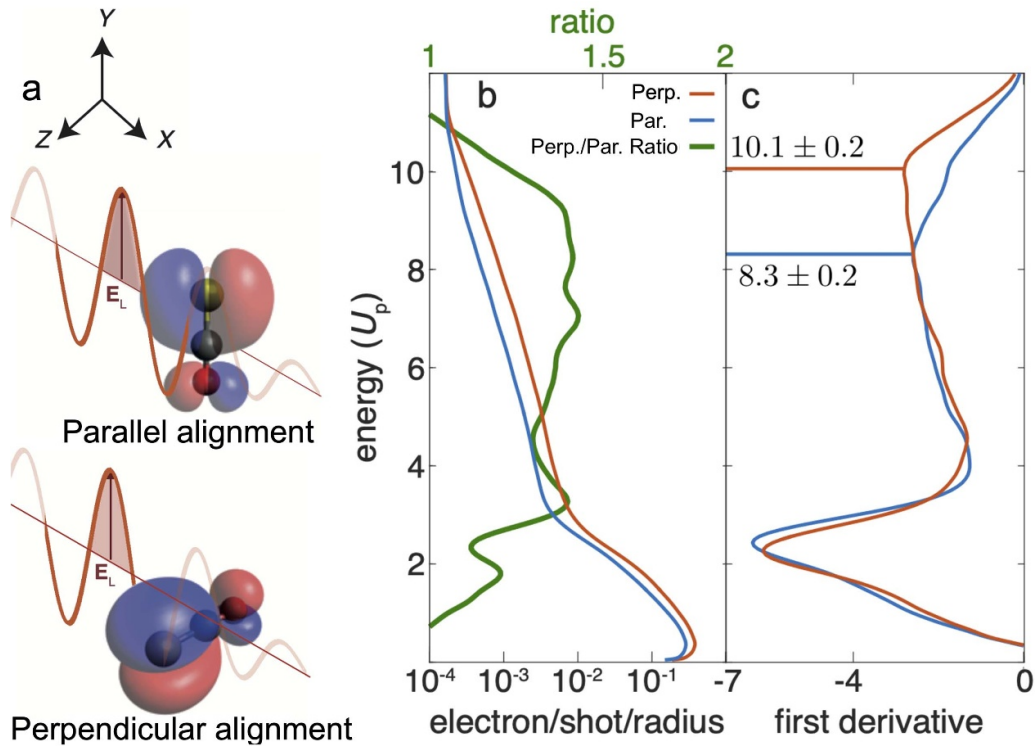 Y
a
Z
X
E_L
Parallel alignment
E_L
Perpendicular alignment
ratio
1
1.5
2
b
Perp.
Par.
Perp./Par. Ratio
energy (U_p)
10
8
6
4
2
10^-4
10^-3
10^-2
10^-1
electron/shot/radius
c
10.1 ± 0.2
8.3 ± 0.2
-7
-4
0
first derivative